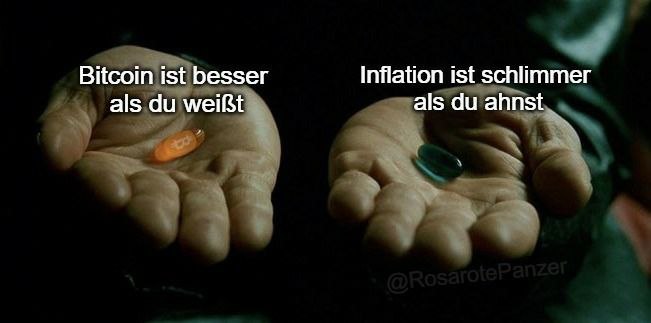 Bitcoin ist besser
als du weißt
Inflation ist schlimmer
als du ahnst
@RosarotePanzer